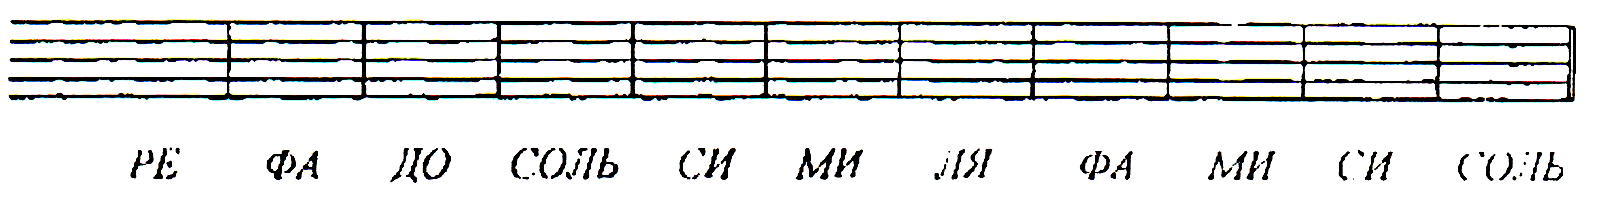 РЕ ФА ДО СОЛЬ СИ МИ ЛЯ ФА МИ СИ СОЛЬ